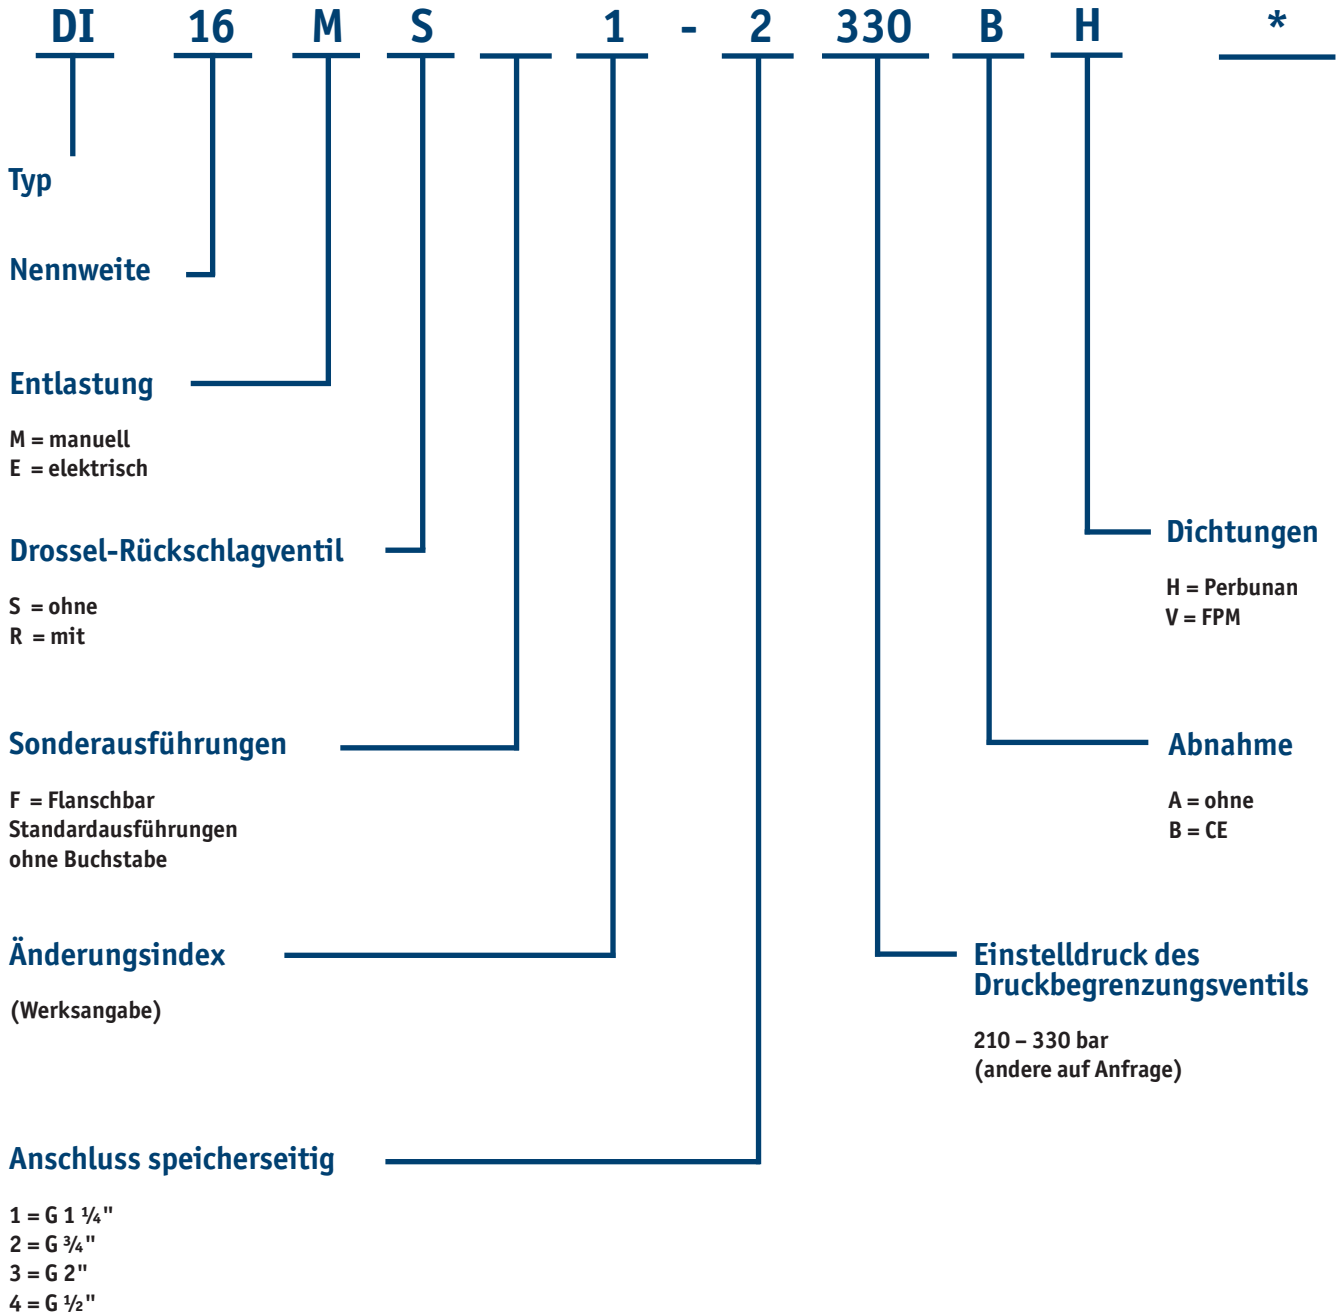 DI 16 M S 1 - 2 330 B H *
Typ
Nennweite
Entlastung
M = manuell
E = elektrisch
Drossel-Rückschlagventil
S = ohne
R = mit
Sonderausführungen
F = Flanschbar
Standardausführungen
ohne Buchstabe
Änderungsindex
(Werksangabe)
Anschluss speicherseitig
1 = G 1 ¼"
2 = G ¾"
3 = G 2"
4 = G ½"
Dichtungen
H = Perbunan
V = FPM
Abnahme
A = ohne
B = CE
Einstelldruck des
Druckbegrenzungsventils
210 – 330 bar
(andere auf Anfrage)